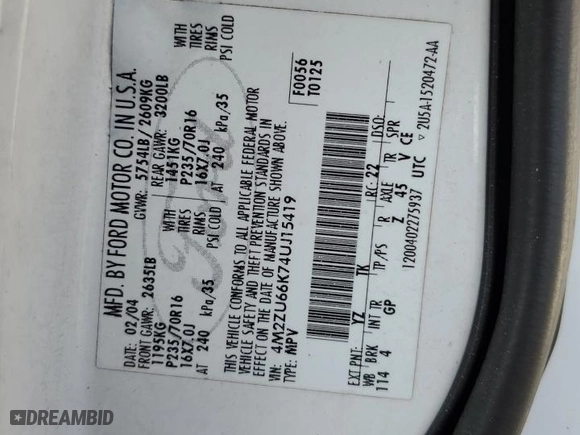 MFD. BY FORD MOTOR CO. IN U.S.A.
DATE: 02/04 GVWR: 5754LB / 2609KG
FRONT GAWR: 2635LB REAR GAWR: 3200LB
1195KG WITH 1451KG WITH
P235/70R16 TIRES P235/70R16 TIRES
16X7.0J RIMS 16X7.0J RIMS
AT 240 kPa/35 PSI COLD AT 240 kPa/35 PSI COLD
THIS VEHICLE CONFORMS TO ALL APPLICABLE FEDERAL MOTOR
VEHICLE SAFETY AND THEFT PREVENTION STANDARDS IN
EFFECT ON THE DATE OF MANUFACTURE SHOWN ABOVE.
VIN: 4M2ZU66K74UJ15419
TYPE: MPV
F0056
T0125
EXT PNT: YZ TK RC: 22 DSO:
WB BRK INT TR TP/PS R AXLE TR SPR
114 4 GP Z 45 V CE
1200402275937 UTC 2U5A-1520472-AA
Ford
DREAMBID